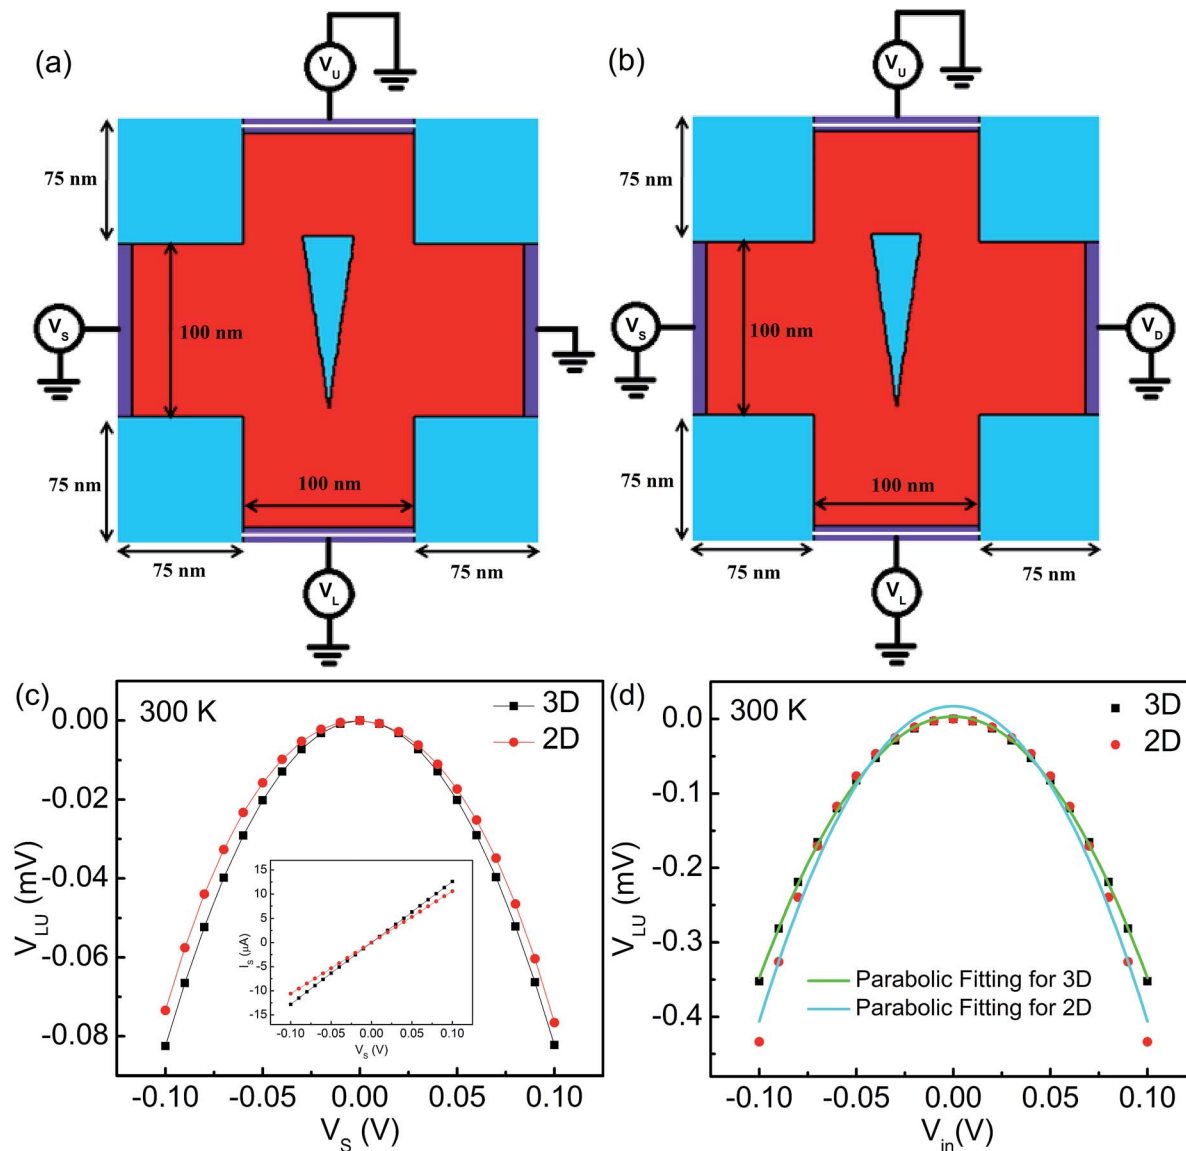 (a)
V_U
75 nm
V_S
100 nm
75 nm
100 nm
75 nm
75 nm
V_L
(b)
V_U
75 nm
V_S
100 nm
V_D
75 nm
100 nm
75 nm
75 nm
V_L
(c)
300 K
3D
2D
0.00
-0.02
-0.04
-0.06
-0.08
V_LU (mV)
15
10
5
0
-5
-10
-15
I_S (μA)
-0.10 -0.05 0.00 0.05 0.10
V_S (V)
-0.10 -0.05 0.00 0.05 0.10
V_S (V)
(d)
300 K
3D
2D
0.0
-0.1
-0.2
-0.3
-0.4
V_LU (mV)
Parabolic Fitting for 3D
Parabolic Fitting for 2D
-0.10 -0.05 0.00 0.05 0.10
V_in(V)